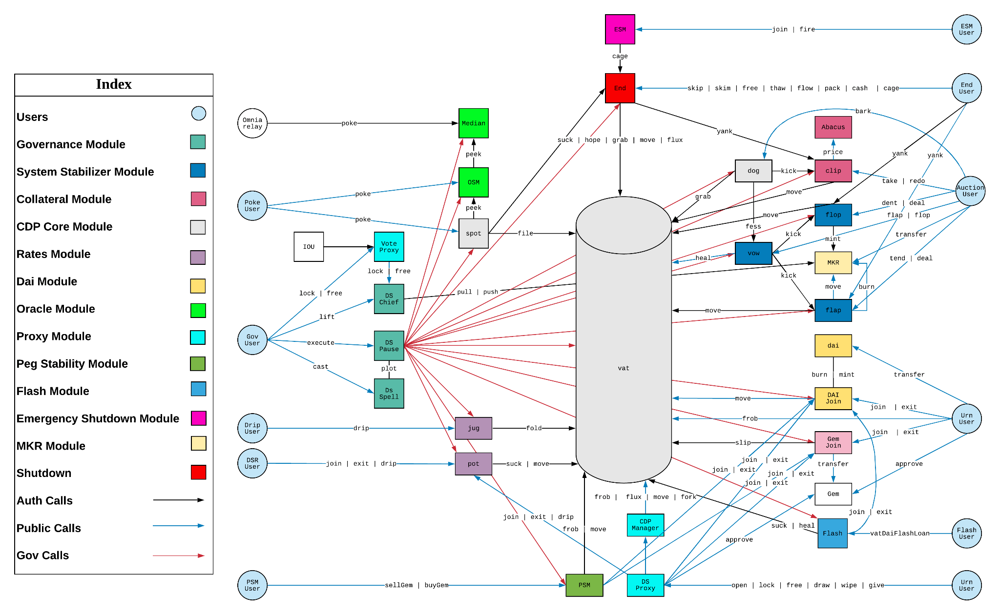 Index
Users
Governance Module
System Stabilizer Module
Collateral Module
CDP Core Module
Rates Module
Dai Module
Oracle Module
Proxy Module
Peg Stability Module
Flash Module
Emergency Shutdown Module
MKR Module
Shutdown
Auth Calls
Public Calls
Gov Calls
ESM
join | fire
ESM
User
cage
End
skip | skim | free | thaw | flow | pack | cash  | cage
End
User
Omnia
relay
poke
Median
suck | hope | grab | move | flux
yank
bark
Abacus
peek
price
yank
yank
OSM
dog
kick
clip
take | redo
Auction
User
Poke
User
poke
poke
peek
grab
move
move
flop
dent | deal
flap | flop
spot
file
fess
kick
mint
transfer
IOU
Vote
Proxy
lock | free
heal
vow
MKR
tend | deal
kick
move
burn
lock | free
DS
Chief
pull | push
lift
move
flap
Gov
User
execute
DS
Pause
cast
plot
Ds
Spell
vat
dai
burn | mint
transfer
move
DAI
Join
join  | exit
frob
Urn
User
Drip
User
drip
jug
fold
slip
Gem
Join
join  | exit
DSR
User
join | exit | drip
pot
suck | move
join  | exit
join | exit
join  | exit
join | exit
transfer
approve
Gem
frob |  flux | move | fork
join | exit
join | exit | drip
frob | move
CDP
Manager
suck | heal
approve
Flash
vatDaiFlashLoan
Flash
User
PSM
User
sellGem | buyGem
PSM
DS
Proxy
open | lock | free | draw | wipe | give
Urn
User